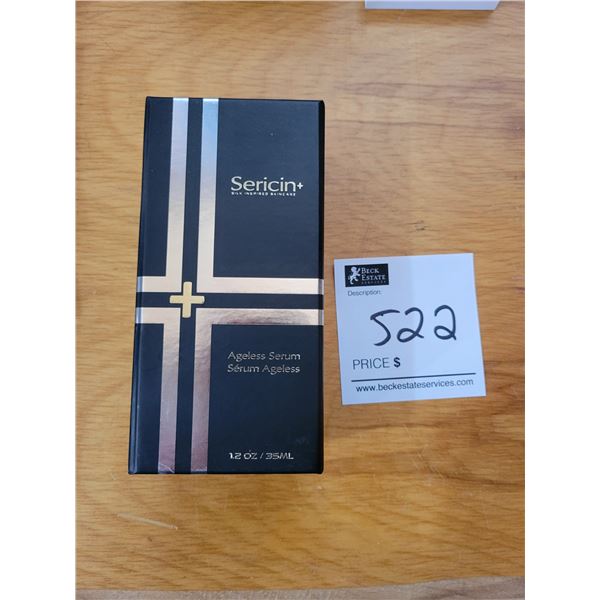 Sericin+
SILK INSPIRED SKINCARE
Ageless Serum
Sérum Ageless
1.2 OZ / 35ML
BECK
ESTATE
SERVICES
Description:
522
PRICE $
www.beckestateservices.com